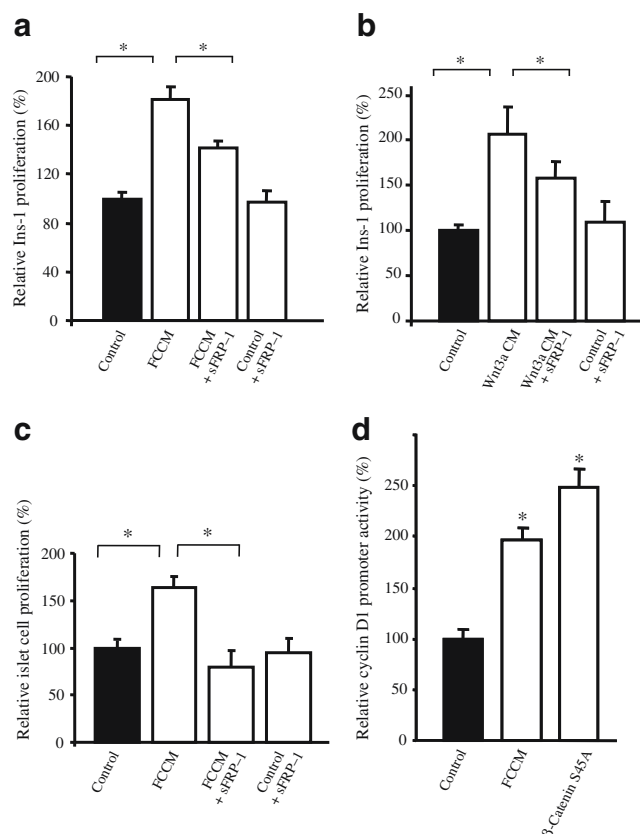 a
* *
Relative Ins-1 proliferation (%)
200
160
120
80
40
0
Control
FCCM
FCCM
+ sFRP-1
Control
+ sFRP-1
b
* *
Relative Ins-1 proliferation (%)
250
200
150
100
50
0
Control
Wnt3a CM
Wnt3a CM
+ sFRP-1
Control
+ sFRP-1
c
* *
Relative islet cell proliferation (%)
200
150
100
50
0
Control
FCCM
FCCM
+ sFRP-1
Control
+ sFRP-1
d
*
*
Relative cyclin D1 promoter activity (%)
250
200
150
100
50
0
Control
FCCM
β-Catenin S45A